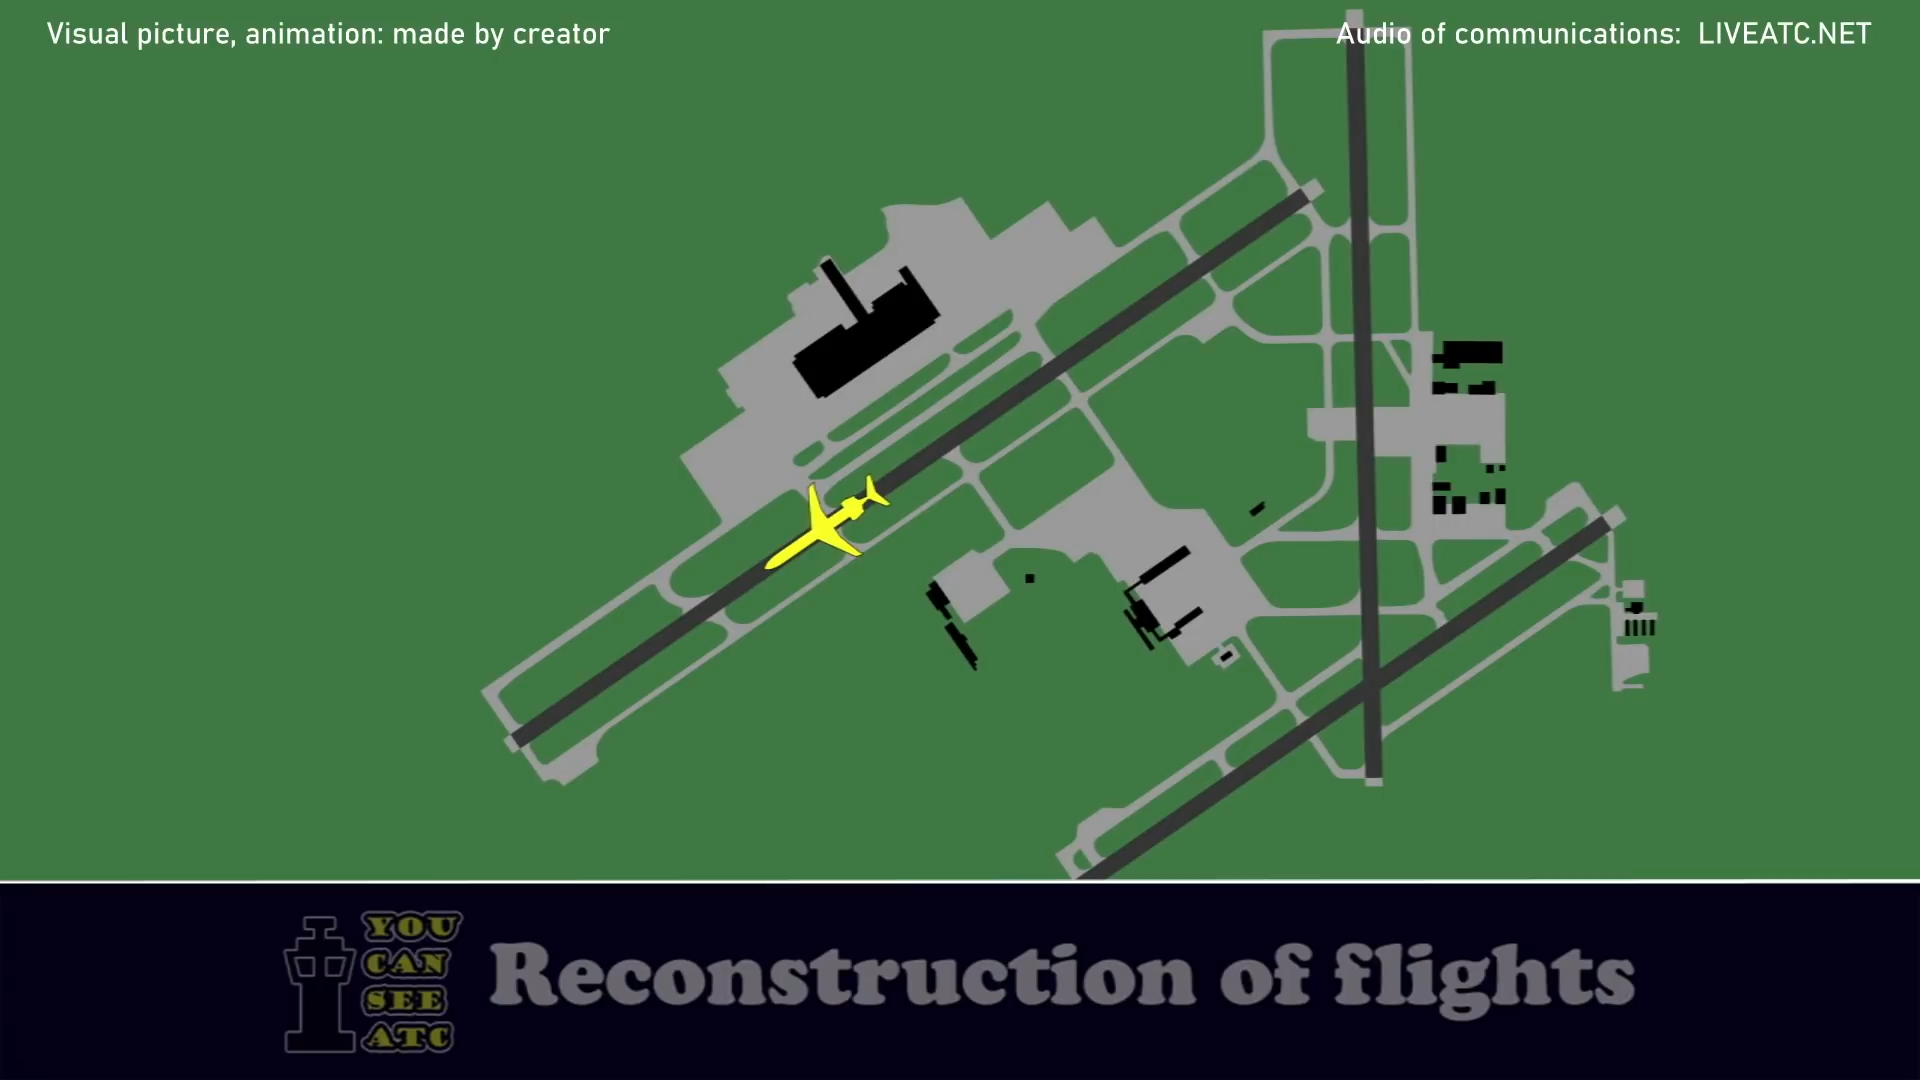 Visual picture, animation: made by creator
Audio of communications: LIVEATC.NET
YOU
CAN
SEE
ATC
Reconstruction of flights